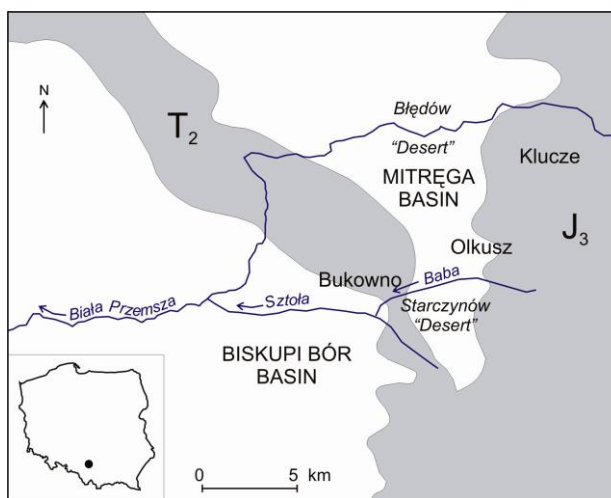 N
T2
Błędów
"Desert"
Klucze
MITRĘGA
BASIN
J3
Olkusz
Bukowno
Baba
Biała Przemsza
Sztoła
Starczynów
"Desert"
BISKUPI BÓR
BASIN
0 5 km